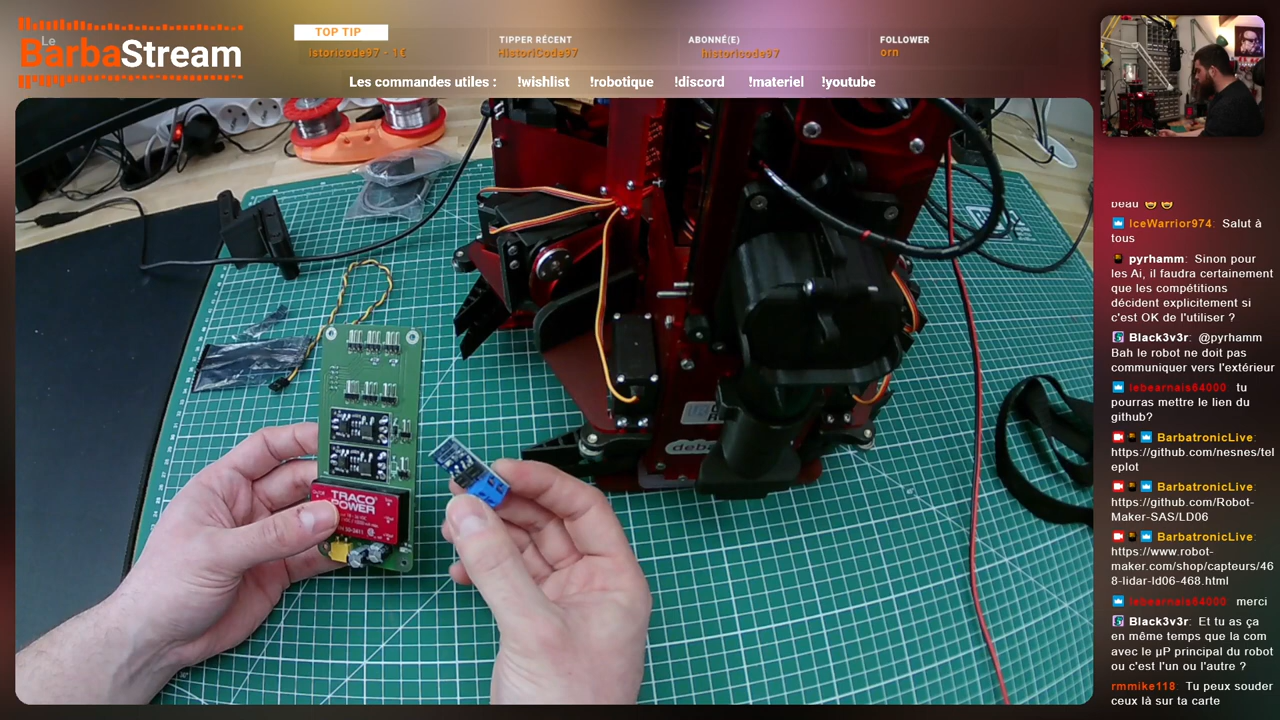 Le
BarbaStream
TOP TIP
istoricode97 - 1 €
TIPPER RÉCENT
HistoriCode97
ABONNÉ(E)
historicode97
FOLLOWER
orn
Les commandes utiles : !wishlist !robotique !discord !materiel !youtube
beau
IceWarrior974: Salut à
tous
pyrhamm: Sinon pour
les Ai, il faudra certainement
que les compétitions
décident explicitement si
c'est OK de l'utiliser ?
Black3v3r: @pyrhamm
Bah le robot ne doit pas
communiquer vers l'extérieur
lebearnais64000 tu
pourras mettre le lien du
github?
BarbatronicLive:
https://github.com/nesnes/tel
eplot
BarbatronicLive:
https://github.com/Robot-
Maker-SAS/LD06
BarbatronicLive:
https://www.robot-
maker.com/shop/capteurs/46
8-lidar-ld06-468.html
lebearnais64000 merci
Black3v3r: Et tu as ça
en même temps que la com
avec le µP principal du robot
ou c'est l'un ou l'autre ?
rmmike118: Tu peux souder
ceux là sur ta carte
TRACO
POWER
deba